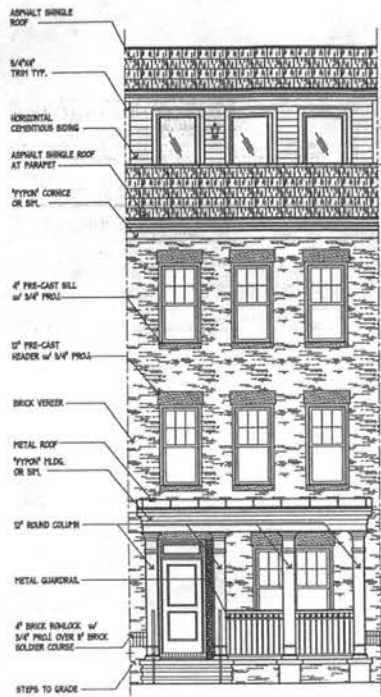 ASPHALT SHINGLE
ROOF
5/4"X4"
TRIM TYP.
HORIZONTAL
CEMENTIOUS SIDING
ASPHALT SHINGLE ROOF
AT PARAPET
"FYPON" CORNICE
OR SIM.
4" PRE-CAST SILL
w/ 3/4" PROJ.
12" PRE-CAST
HEADER w/ 3/4" PROJ.
BRICK VENEER
METAL ROOF
"FYPON" MLDG.
OR SIM.
12" ROUND COLUMN
METAL GUARDRAIL
4" BRICK ROWLOCK w/
3/4" PROJ. OVER 8" BRICK
SOLDIER COURSE
STEPS TO GRADE